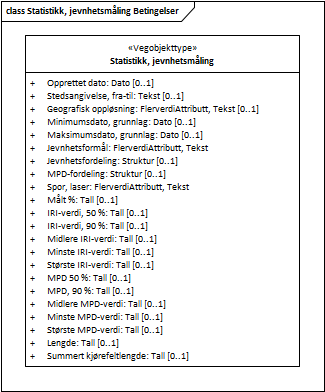 class Statistikk, jevnhetsmåling Betingelser
«Vegobjekttype»
Statistikk, jevnhetsmåling
+ Opprettet dato: Dato [0..1]
+ Stedsangivelse, fra-til: Tekst [0..1]
+ Geografisk oppløsning: FlerverdiAttributt, Tekst [0..1]
+ Minimumsdato, grunnlag: Dato [0..1]
+ Maksimumsdato, grunnlag: Dato [0..1]
+ Jevnhetsformål: FlerverdiAttributt, Tekst
+ Jevnhetsfordeling: Struktur [0..1]
+ MPD-fordeling: Struktur [0..1]
+ Spor, laser: FlerverdiAttributt, Tekst
+ Målt %: Tall [0..1]
+ IRI-verdi, 50 %: Tall [0..1]
+ IRI-verdi, 90 %: Tall [0..1]
+ Midlere IRI-verdi: Tall [0..1]
+ Minste IRI-verdi: Tall [0..1]
+ Største IRI-verdi: Tall [0..1]
+ MPD 50 %: Tall [0..1]
+ MPD, 90 %: Tall [0..1]
+ Midlere MPD-verdi: Tall [0..1]
+ Minste MPD-verdi: Tall [0..1]
+ Største MPD-verdi: Tall [0..1]
+ Lengde: Tall [0..1]
+ Summert kjørefeltlengde: Tall [0..1]